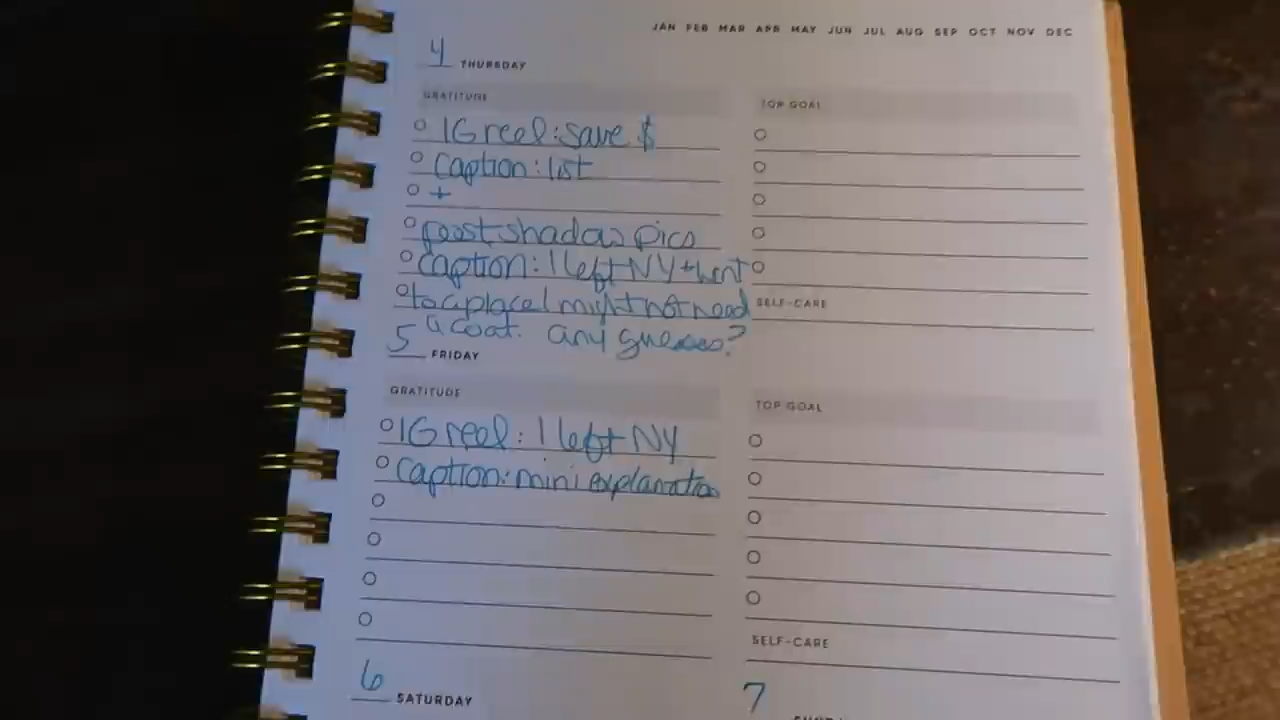 JAN FEB MAR APR MAY JUN JUL AUG SEP OCT NOV DEC
4 THURSDAY
GRATITUDE
IG reel: save $
caption: list
+
post shadow pics
caption: I left NY + went
to a place I might not need
a coat. any guesses?
TOP GOAL
SELF-CARE
5 FRIDAY
GRATITUDE
IG reel: I left NY
caption: mini explanation
TOP GOAL
SELF-CARE
6 SATURDAY
7